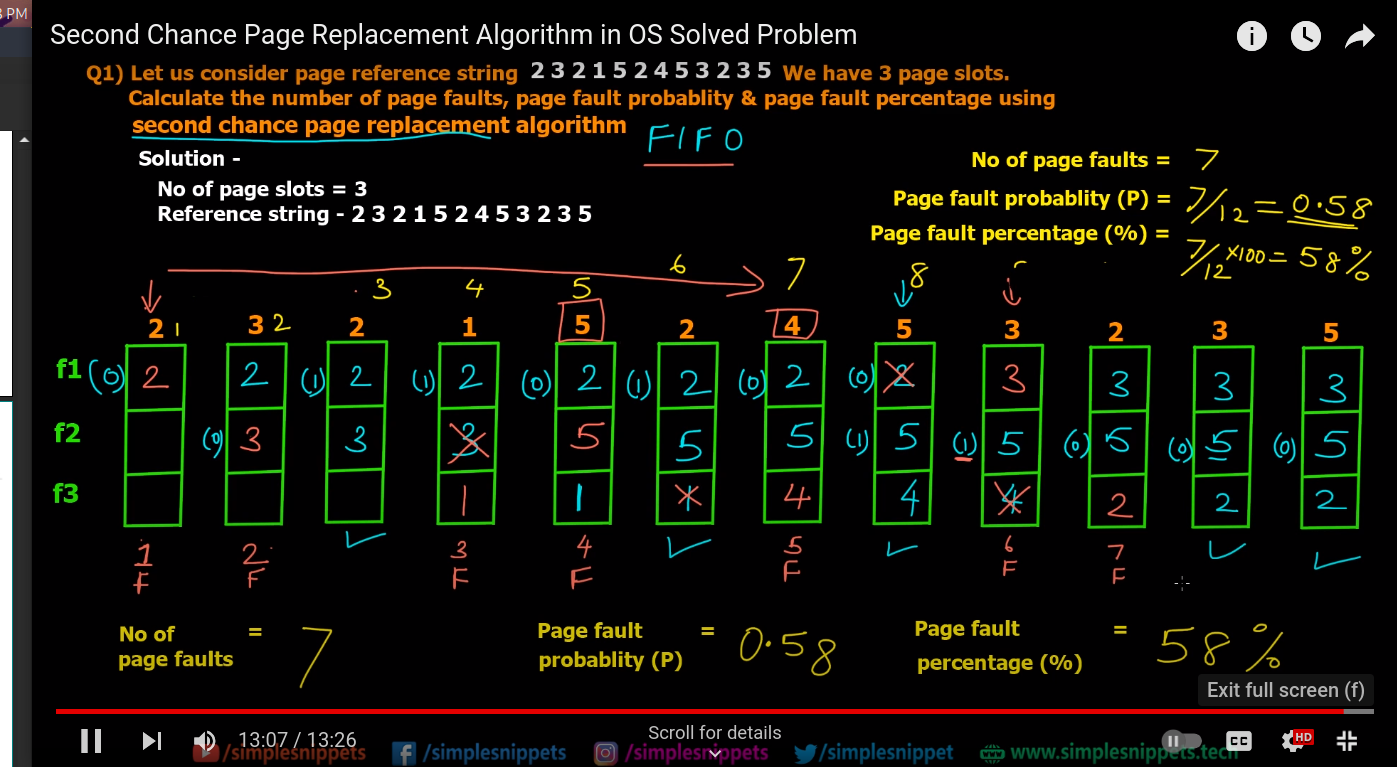 3 PM
Second Chance Page Replacement Algorithm in OS Solved Problem
Q1) Let us consider page reference string 2 3 2 1 5 2 4 5 3 2 3 5 We have 3 page slots.
Calculate the number of page faults, page fault probablity & page fault percentage using
second chance page replacement algorithm
FIFO
Solution -
No of page slots = 3
Reference string - 2 3 2 1 5 2 4 5 3 2 3 5
No of page faults = 7
Page fault probablity (P) = 7/12 = 0.58
Page fault percentage (%) = 7/12 ×100 = 58%
3 4 5 6 7 8
2 1 3 2 2 1 5 2 4 5 3 2 3 5
f1 (0) 2 2 (1) 2 (1) 2 (0) 2 (1) 2 (0) 2 (0) 2 3 3 3 3
f2 (0) 3 3 3 5 5 5 (1) 5 (1) 5 (0) 5 (0) 5 (0) 5
f3 1 1 1 4 4 4 2 2 2
1 2 3 4 5 6 7
F F F F F F F
No of page faults = 7
Page fault probablity (P) = 0.58
Page fault percentage (%) = 58%
Exit full screen (f)
13:07 / 13:26
Scroll for details
CC HD
/simplesnippets /simplesnippets /simplesnippets /simplesnippet www.simplesnippets.tech